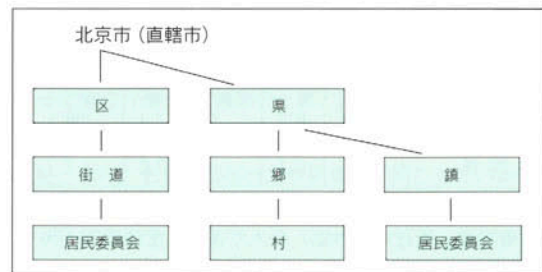 北京市（直轄市）
区 県
街 道 郷 鎮
居民委員会 村 居民委員会